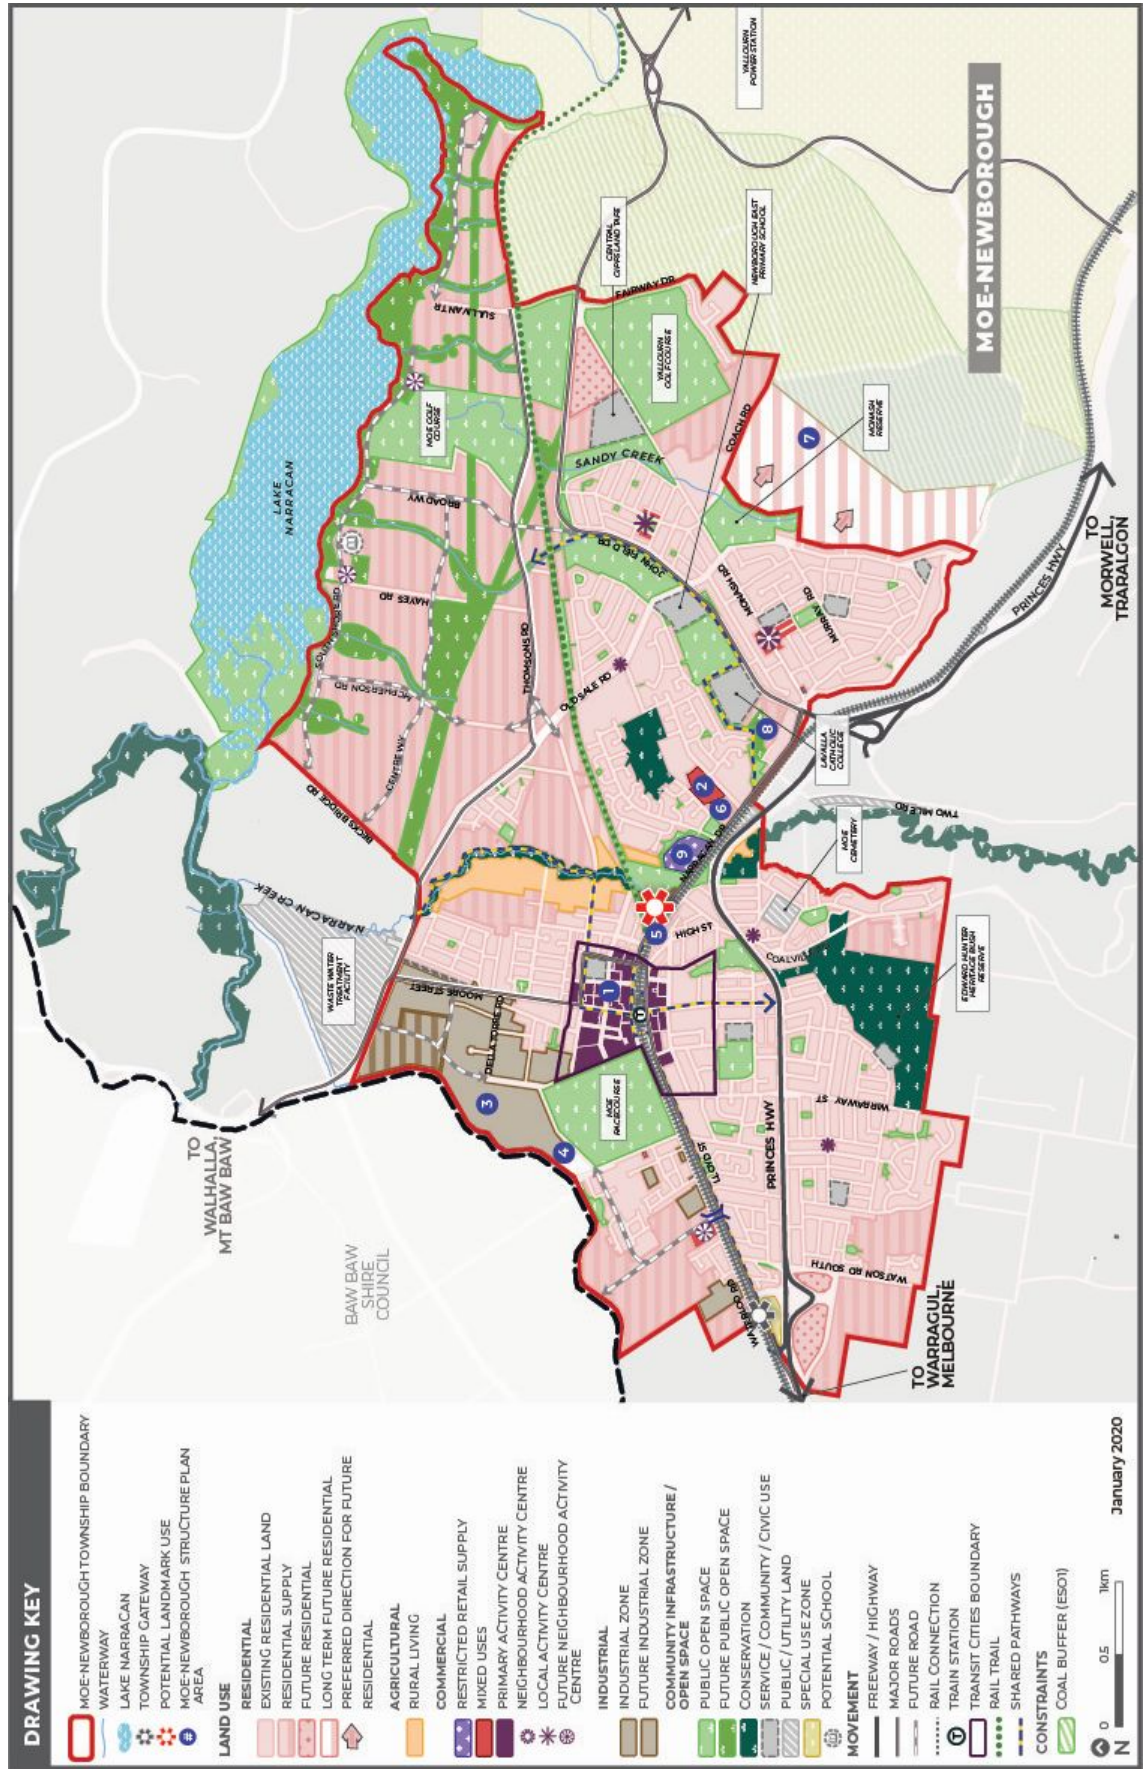 DRAWING KEY
MOE-NEWBOROUGH TOWNSHIP BOUNDARY
WATERWAY
LAKE NARRACAN
TOWNSHIP GATEWAY
POTENTIAL LANDMARK USE
MOE-NEWBOROUGH STRUCTURE PLAN
AREA
#
LAND USE
RESIDENTIAL
EXISTING RESIDENTIAL LAND
RESIDENTIAL SUPPLY
FUTURE RESIDENTIAL
LONG TERM FUTURE RESIDENTIAL
PREFERRED DIRECTION FOR FUTURE
RESIDENTIAL
AGRICULTURAL
RURAL LIVING
COMMERCIAL
RESTRICTED RETAIL SUPPLY
MIXED USES
PRIMARY ACTIVITY CENTRE
NEIGHBOURHOOD ACTIVITY CENTRE
LOCAL ACTIVITY CENTRE
FUTURE NEIGHBOURHOOD ACTIVITY
CENTRE
INDUSTRIAL
INDUSTRIAL ZONE
FUTURE INDUSTRIAL ZONE
COMMUNITY INFRASTRUCTURE /
OPEN SPACE
PUBLIC OPEN SPACE
FUTURE PUBLIC OPEN SPACE
CONSERVATION
SERVICE / COMMUNITY / CIVIC USE
PUBLIC / UTILITY LAND
SPECIAL USE ZONE
POTENTIAL SCHOOL
MOVEMENT
FREEWAY / HIGHWAY
MAJOR ROADS
FUTURE ROAD
RAIL CONNECTION
TRAIN STATION
TRANSIT CITIES BOUNDARY
RAIL TRAIL
SHARED PATHWAYS
CONSTRAINTS
COAL BUFFER (ESO1)
N
0
0.5
1km
January 2020
TO
WALHALLA,
MT BAW BAW
BAW BAW
SHIRE
COUNCIL
WASTE WATER
TREATMENT
FACILITY
NARRACAN CREEK
BECKS BRIDGE RD
LAKE
NARRACAN
SOUTHSHORE RD
MCPHERSON RD
CENTRE WY
HAYES RD
BROADWY
MOE GOLF
COURSE
SULLIVAN TR
THOMSONS RD
OLD SALE RD
MOORE STREET
DELLA TORRE RD
3
4
MOE
RACECOURSE
1
5
HIGH ST
LLOYD ST
WATERLOO RD
PRINCES HWY
COALVILLE
WATSON RD SOUTH
TO
WARRAGUL,
MELBOURNE
EDWARD HUNTER
HERITAGE BUSH
RESERVE
MOE
CEMETERY
TWO MILE RD
NARRACAN DR
9
6
2
8
LAVALLA
CATHOLIC
COLLEGE
JOHN FIELD DR
MONASH RD
MURRAY RD
SANDY CREEK
COACH RD
FAIRWAY DR
YALLOURN
GOLF COURSE
CENTRAL
GIPPSLAND TAFE
NEWBOROUGH EAST
PRIMARY SCHOOL
MONASH
RESERVE
7
YALLOURN
POWER STATION
MOE-NEWBOROUGH
PRINCES HWY
TO
MORWELL,
TRARALGON